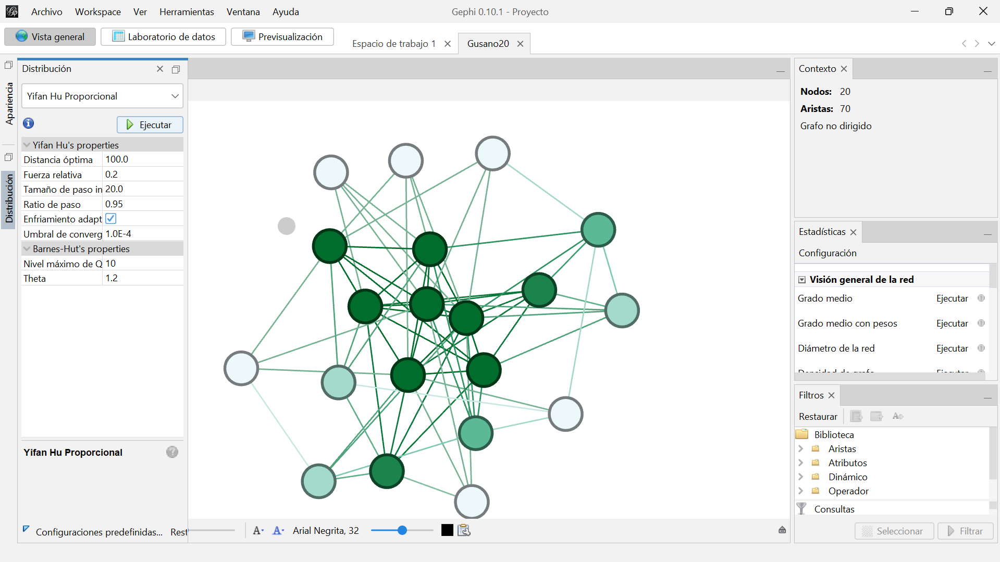 Archivo Workspace Ver Herramientas Ventana Ayuda
Gephi 0.10.1 - Proyecto
Vista general
Laboratorio de datos
Previsualización
Espacio de trabajo 1
Gusano20
Apariencia
Distribución
Distribución
Yifan Hu Proporcional
Ejecutar
Yifan Hu's properties
Distancia óptima 100.0
Fuerza relativa 0.2
Tamaño de paso in 20.0
Ratio de paso 0.95
Enfriamiento adapt
Umbral de converg 1.0E-4
Barnes-Hut's properties
Nivel máximo de Q 10
Theta 1.2
Yifan Hu Proporcional
Configuraciones predefinidas... Rest
A A Arial Negrita, 32
Contexto
Nodos: 20
Aristas: 70
Grafo no dirigido
Estadísticas
Configuración
Visión general de la red
Grado medio Ejecutar
Grado medio con pesos Ejecutar
Diámetro de la red Ejecutar
Densidad de grafo Ejecutar
Filtros
Restaurar
Biblioteca
Aristas
Atributos
Dinámico
Operador
Consultas
Seleccionar Filtrar